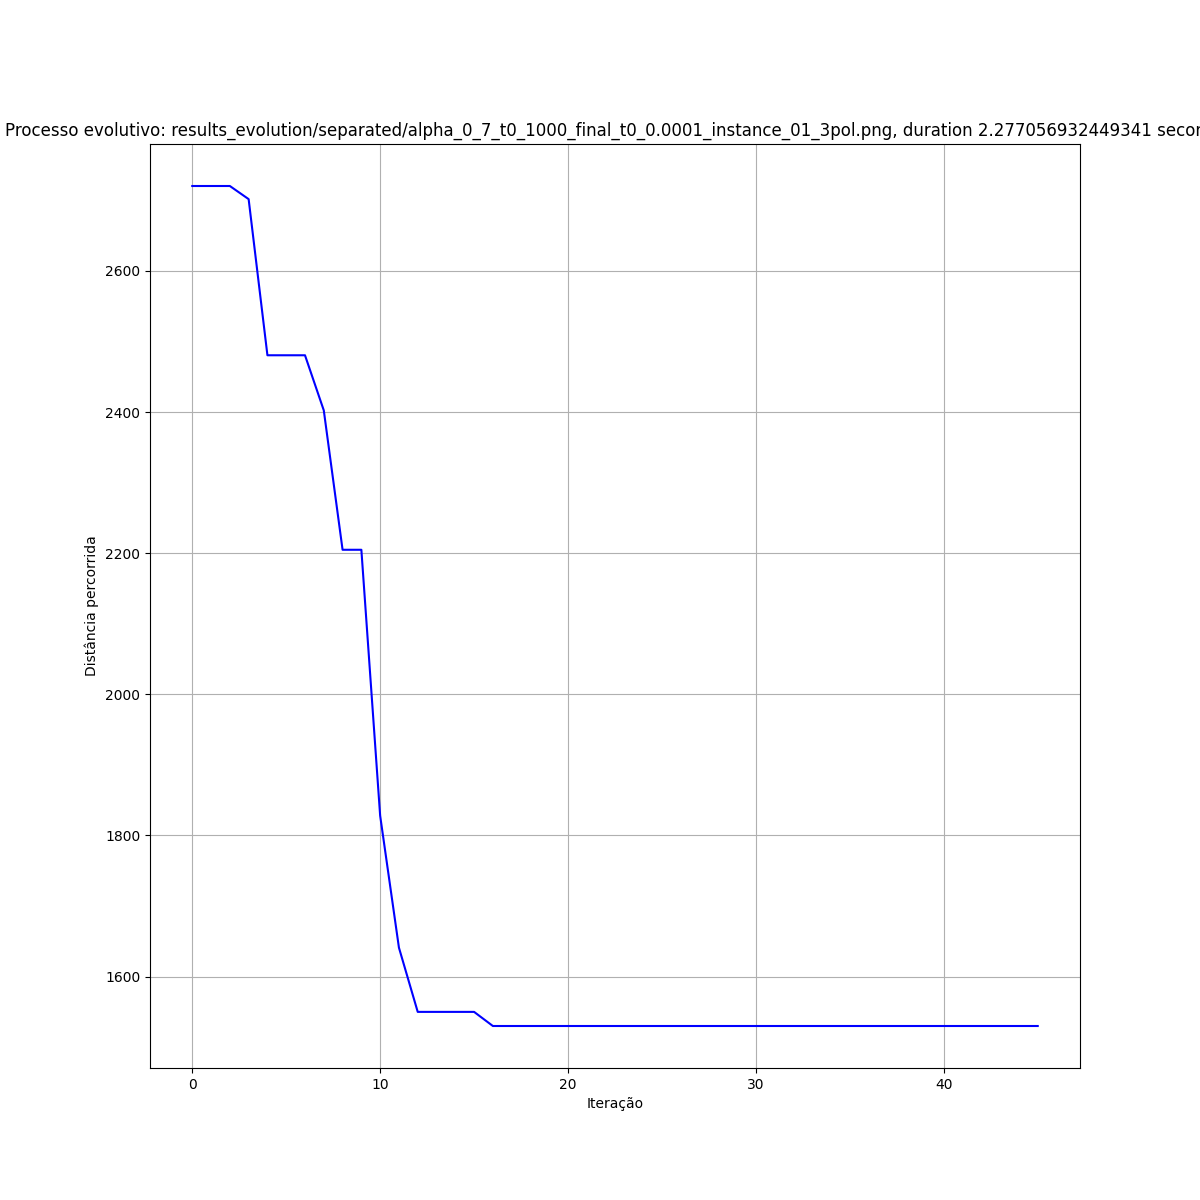 Processo evolutivo: results_evolution/separated/alpha_0_7_t0_1000_final_t0_0.0001_instance_01_3pol.png, duration 2.277056932449341 secon
2600
2400
2200
2000
1800
1600
Distância percorrida
0 10 20 30 40
Iteração